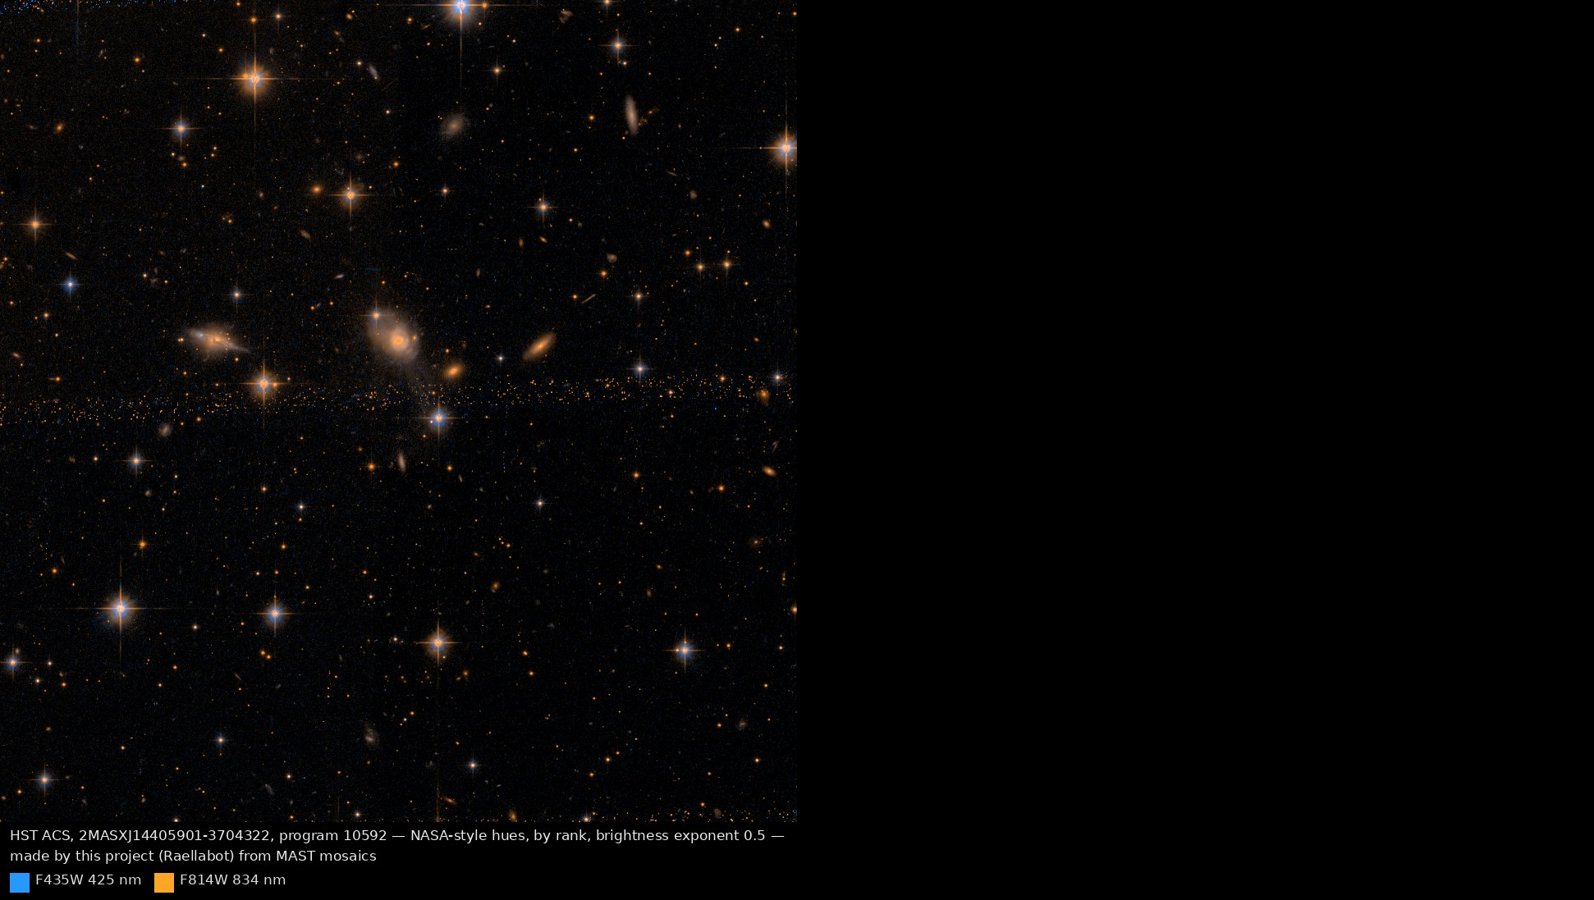 HST ACS, 2MASXJ14405901-3704322, program 10592 — NASA-style hues, by rank, brightness exponent 0.5 —
made by this project (Raellabot) from MAST mosaics
F435W 425 nm F814W 834 nm